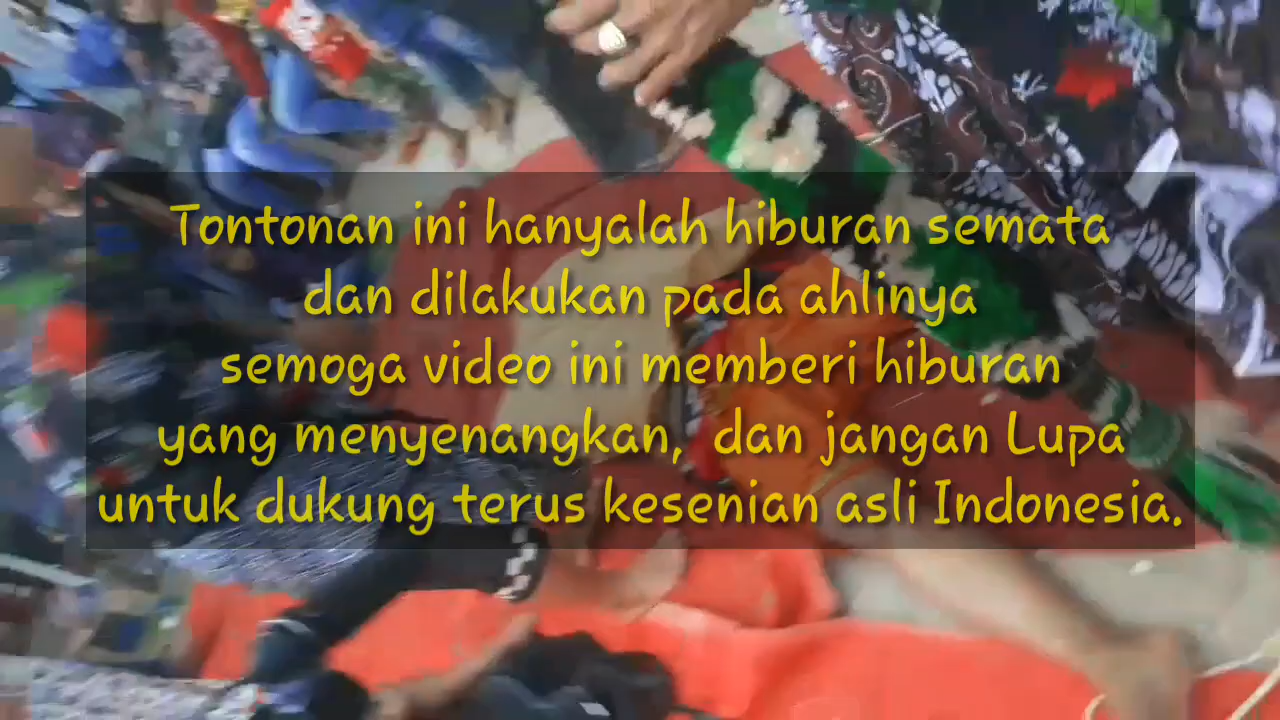 Tontonan ini hanyalah hiburan semata
dan dilakukan pada ahlinya
semoga video ini memberi hiburan
yang menyenangkan, dan jangan Lupa
untuk dukung terus kesenian asli Indonesia.